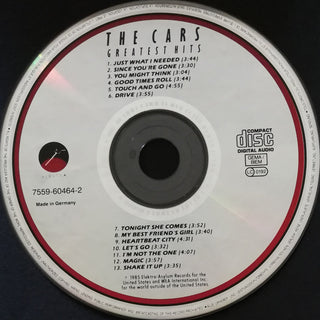 THE CARS
GREATEST HITS
1. JUST WHAT I NEEDED [3:44]
2. SINCE YOU'RE GONE [3:30]
3. YOU MIGHT THINK [3:04]
4. GOOD TIMES ROLL [3:44]
5. TOUCH AND GO [4:55]
6. DRIVE [3:55]
7559-60464-2
Made in Germany
COMPACT
disc
DIGITAL AUDIO
GEMA/
BIEM
LC 0192
7. TONIGHT SHE COMES [3:52]
8. MY BEST FRIEND'S GIRL [3:40]
9. HEARTBEAT CITY [4:31]
10. LET'S GO [3:32]
11. I'M NOT THE ONE [4:07]
12. MAGIC [3:57]
13. SHAKE IT UP [3:35]
℗ 1985 Elektra/Asylum Records for the
United States and WEA International Inc.
for the world outside of the United States.